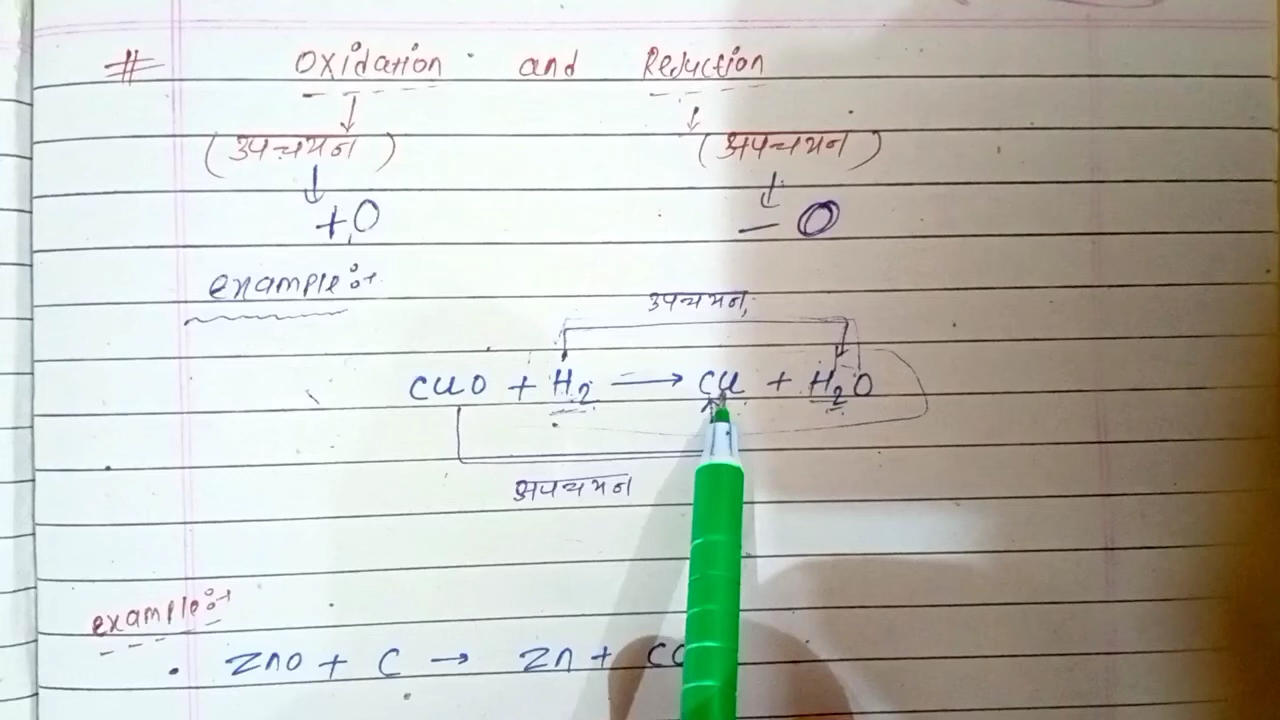 # Oxidation and Reduction
(उपचयन) (अपचयन)
+O - O
example:-
उपचयन
CuO + H2 → Cu + H2O
अपचयन
example:-
ZnO + C → Zn +